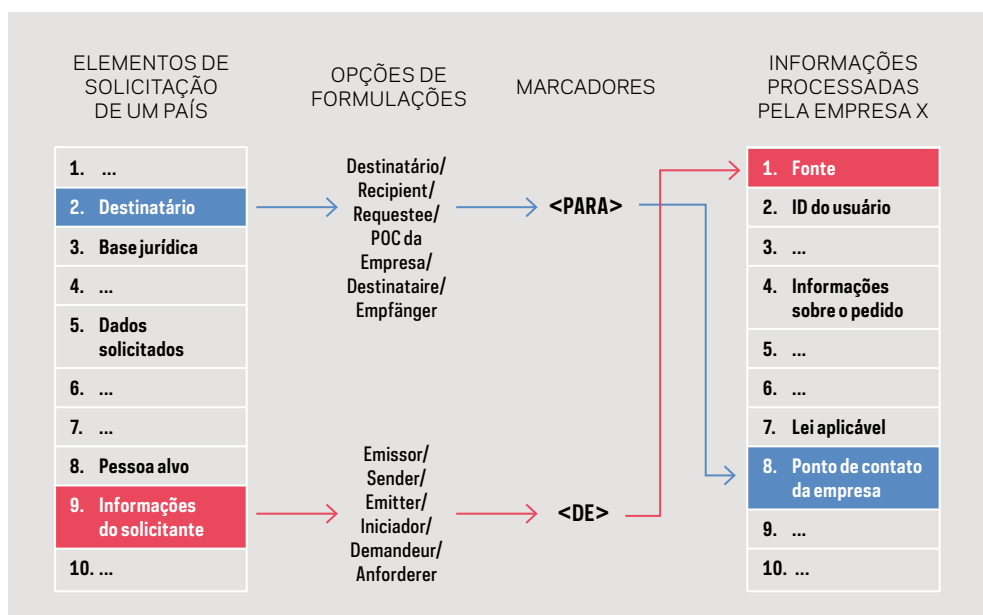 ELEMENTOS DE
SOLICITAÇÃO
DE UM PAÍS
OPÇÕES DE
FORMULAÇÕES
MARCADORES
INFORMAÇÕES
PROCESSADAS
PELA EMPRESA X
1. ...
2. Destinatário
3. Base jurídica
4. ...
5. Dados
solicitados
6. ...
7. ...
8. Pessoa alvo
9. Informações
do solicitante
10. ...
Destinatário/
Recipient/
Requestee/
POC da
Empresa/
Destinataire/
Empfänger
<PARA>
Emissor/
Sender/
Emitter/
Iniciador/
Demandeur/
Anforderer
<DE>
1. Fonte
2. ID do usuário
3. ...
4. Informações
sobre o pedido
5. ...
6. ...
7. Lei aplicável
8. Ponto de contato
da empresa
9. ...
10. ...